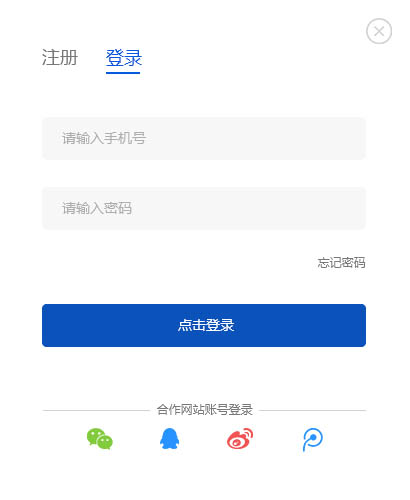 注册 登录
请输入手机号
请输入密码
忘记密码
点击登录
合作网站账号登录